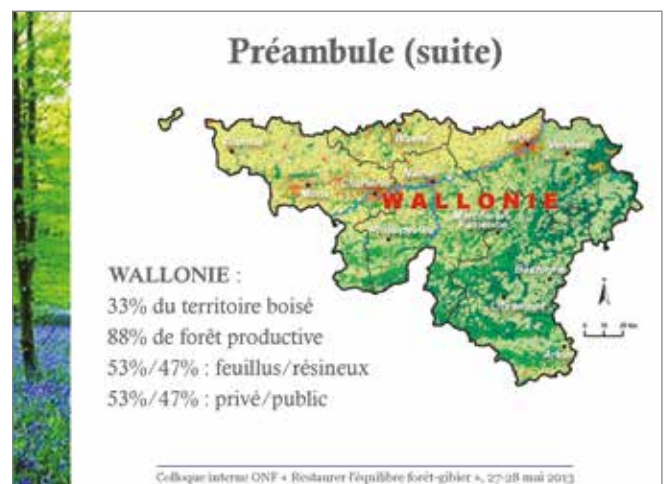 Préambule (suite)
WALLONIE
WALLONIE :
33% du territoire boisé
88% de forêt productive
53%/47% : feuillus/résineux
53%/47% : privé/public
Colloque interne ONF « Restaurer l'équilibre forêt-gibier », 27-28 mai 2013